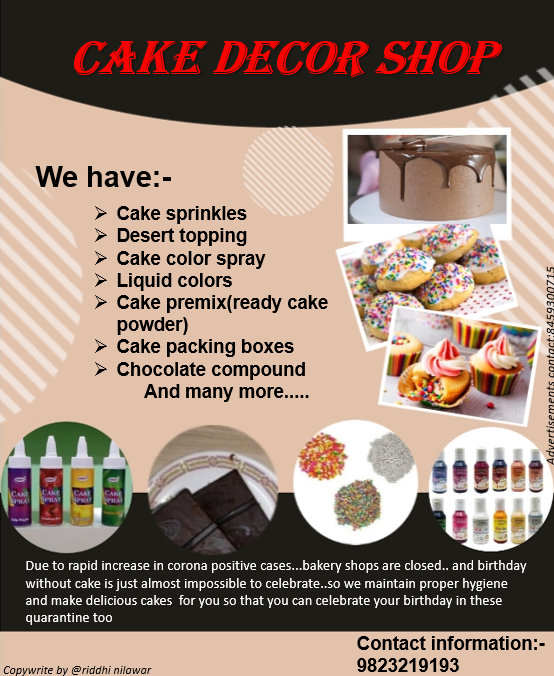 CAKE DECOR SHOP
We have:-
➢ Cake sprinkles
➢ Desert topping
➢ Cake color spray
➢ Liquid colors
➢ Cake premix(ready cake
powder)
➢ Cake packing boxes
➢ Chocolate compound
And many more.....
Advertisements contact:8459300715
CAKE SPRAY
CAKE SPRAY
CAKE SPRAY
CAKE SPRAY
Due to rapid increase in corona positive cases...bakery shops are closed.. and birthday
without cake is just almost impossible to celebrate..so we maintain proper hygiene
and make delicious cakes for you so that you can celebrate your birthday in these
quarantine too
Contact information:-
9823219193
Copywrite by @riddhi nilawar